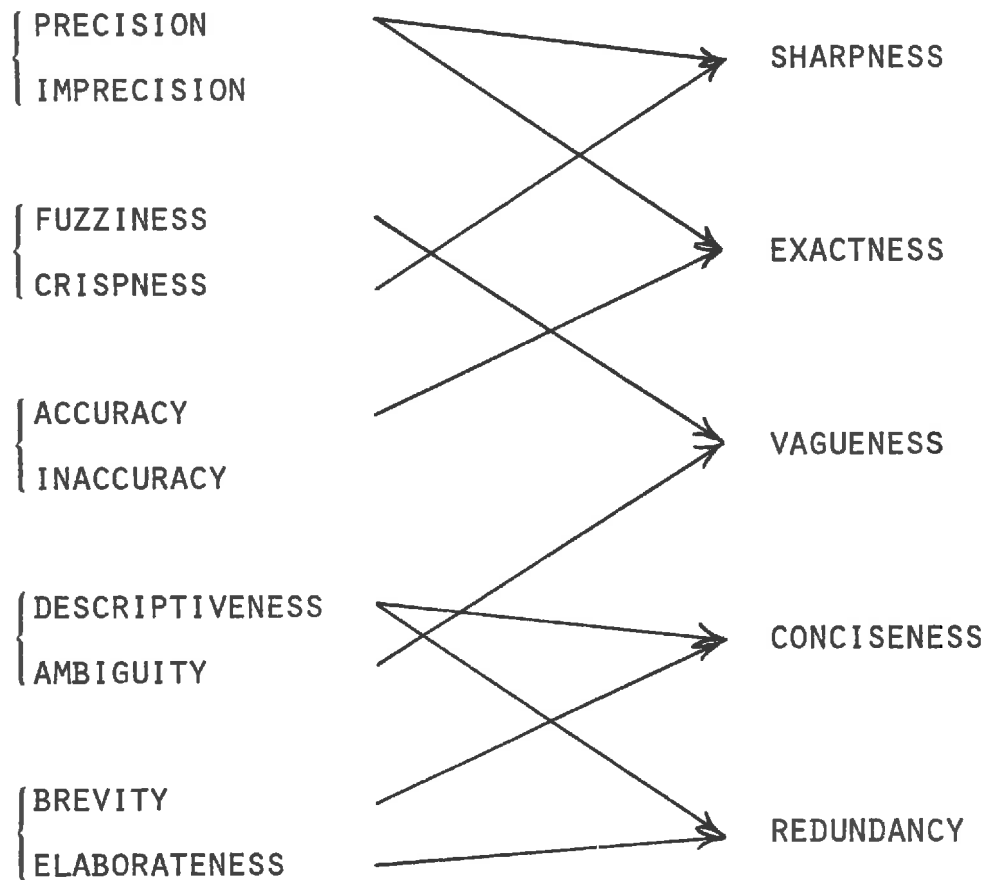 PRECISION
IMPRECISION
FUZZINESS
CRISPNESS
ACCURACY
INACCURACY
DESCRIPTIVENESS
AMBIGUITY
BREVITY
ELABORATENESS
SHARPNESS
EXACTNESS
VAGUENESS
CONCISENESS
REDUNDANCY